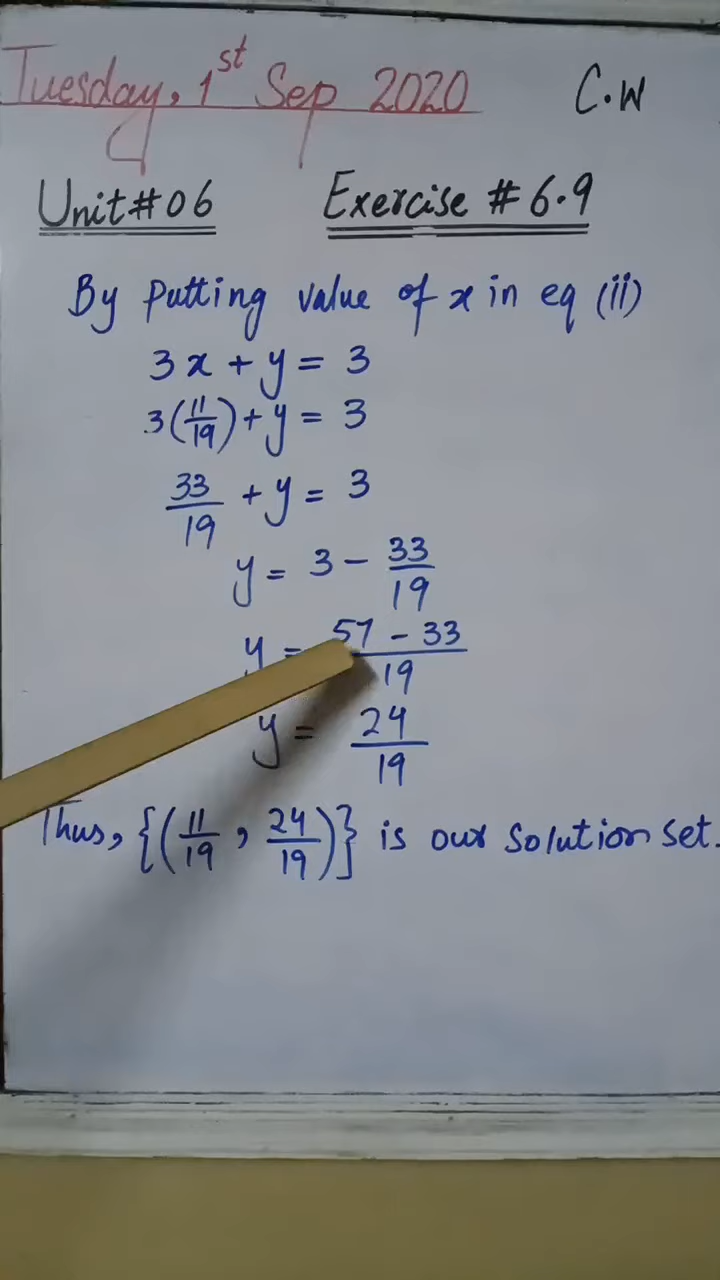 Tuesday, 1st Sep 2020 C.W
Unit#06 Exercise #6.9
By Putting value of x in eq (ii)
3x + y = 3
3(11/19) + y = 3
33/19 + y = 3
y = 3 - 33/19
y = 57 - 33/19
y = 24/19
Thus, {(11/19, 24/19)} is our solution set.